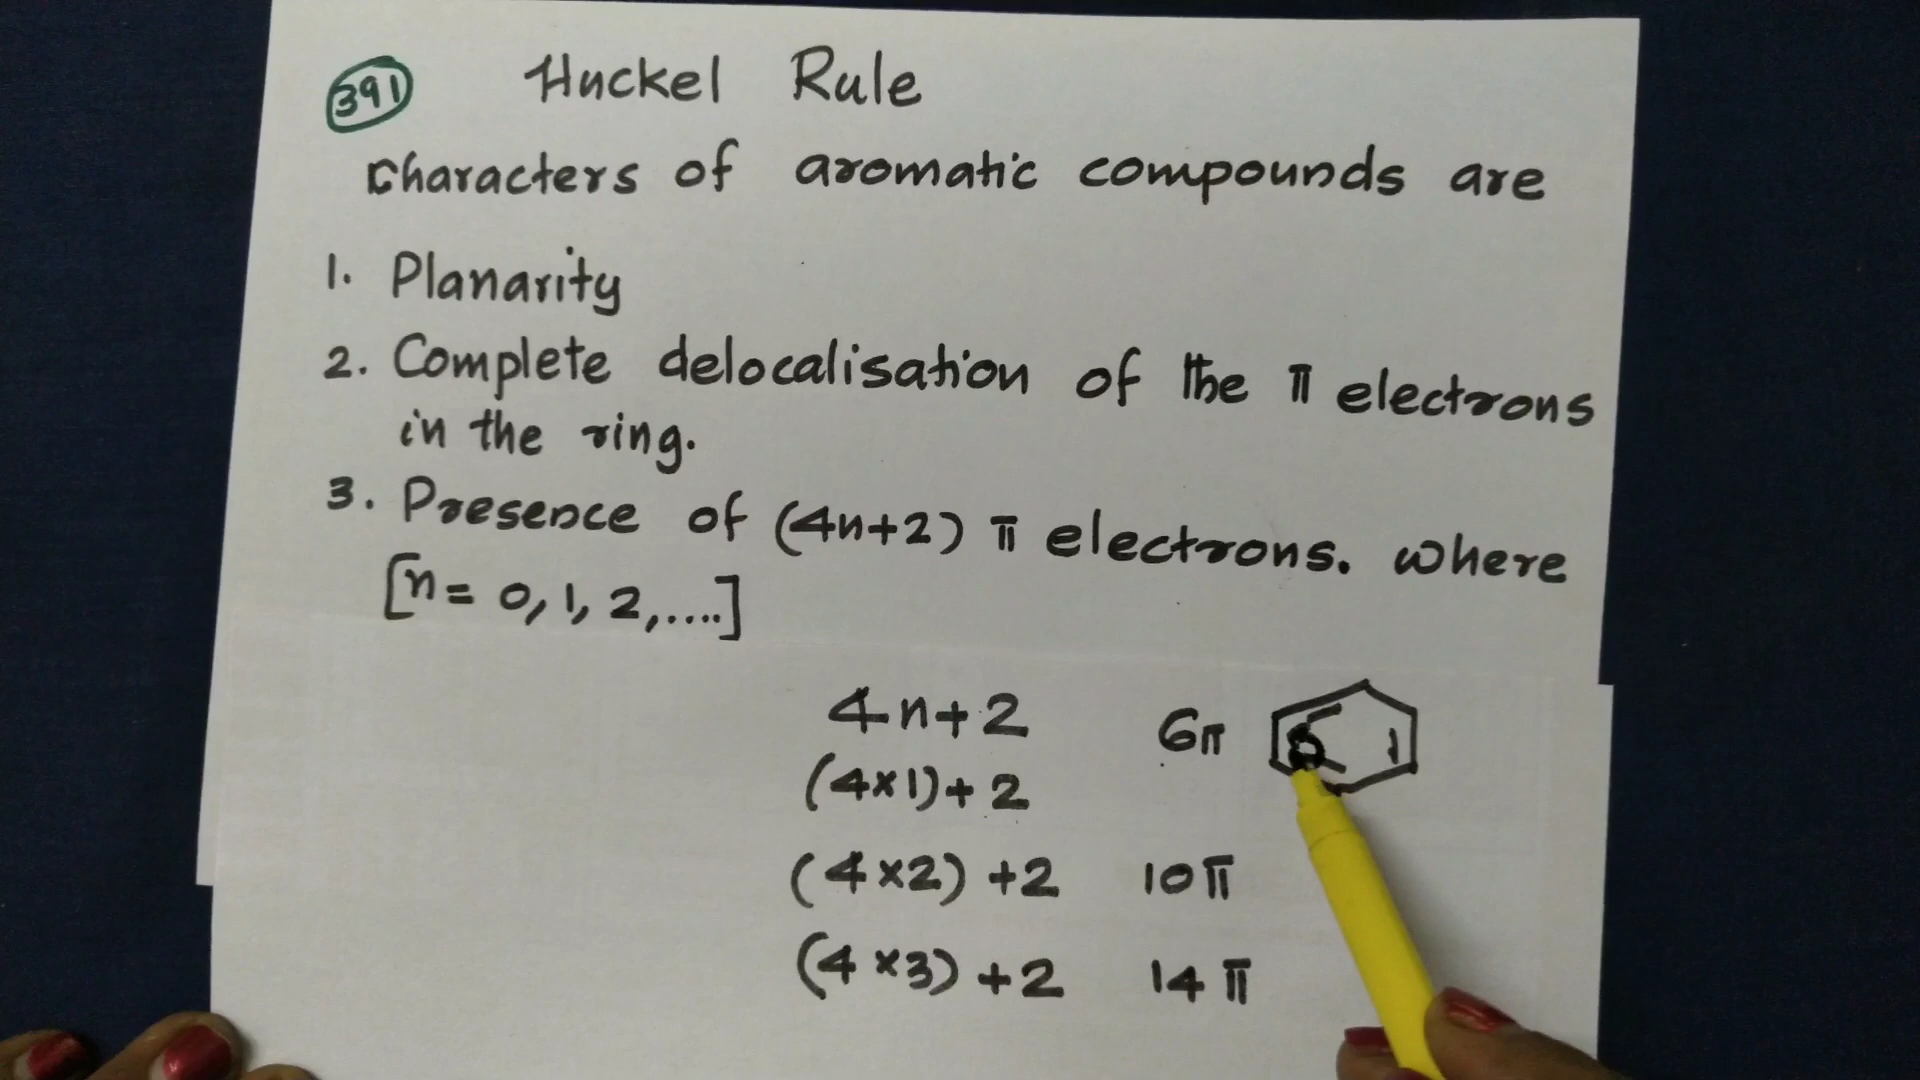 391 Huckel Rule
Characters of aromatic compounds are
1. Planarity
2. Complete delocalisation of the π electrons
in the ring.
3. Presence of (4n+2) π electrons. Where
[n = 0, 1, 2, ....]
4n+2 6π
(4×1)+2
(4×2) +2 10π
(4×3) +2 14π